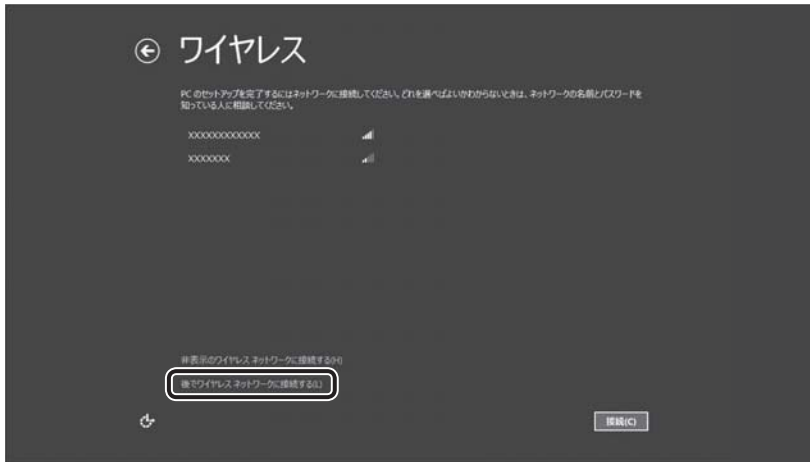 ワイヤレス
PC のセットアップを完了するにはネットワークに接続してください。どれを選べばよいかわからないときは、ネットワークの名前とパスワードを
知っている人に相談してください。
XXXXXXXXXXXX
XXXXXXX
非表示のワイヤレス ネットワークに接続する(H)
後でワイヤレス ネットワークに接続する(L)
接続(C)